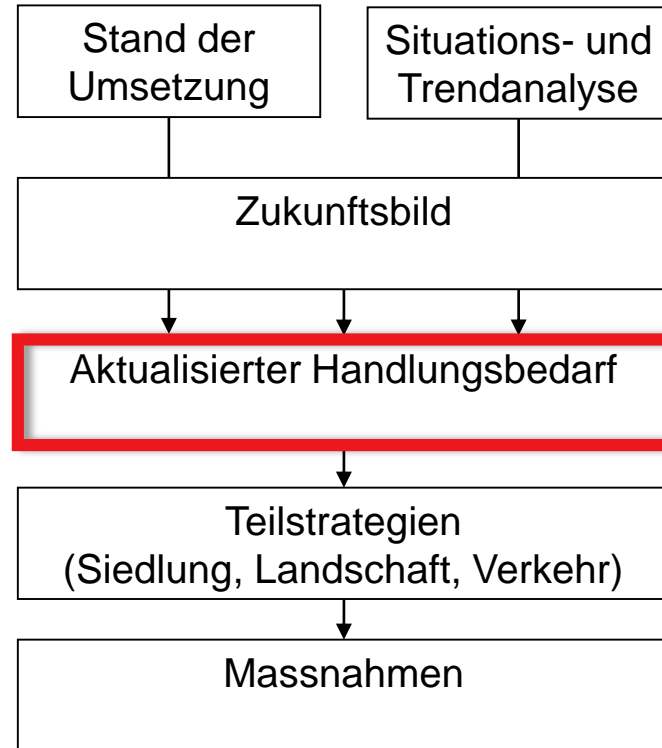 Stand der
Umsetzung
Situations- und
Trendanalyse
Zukunftsbild
Aktualisierter Handlungsbedarf
Teilstrategien
(Siedlung, Landschaft, Verkehr)
Massnahmen